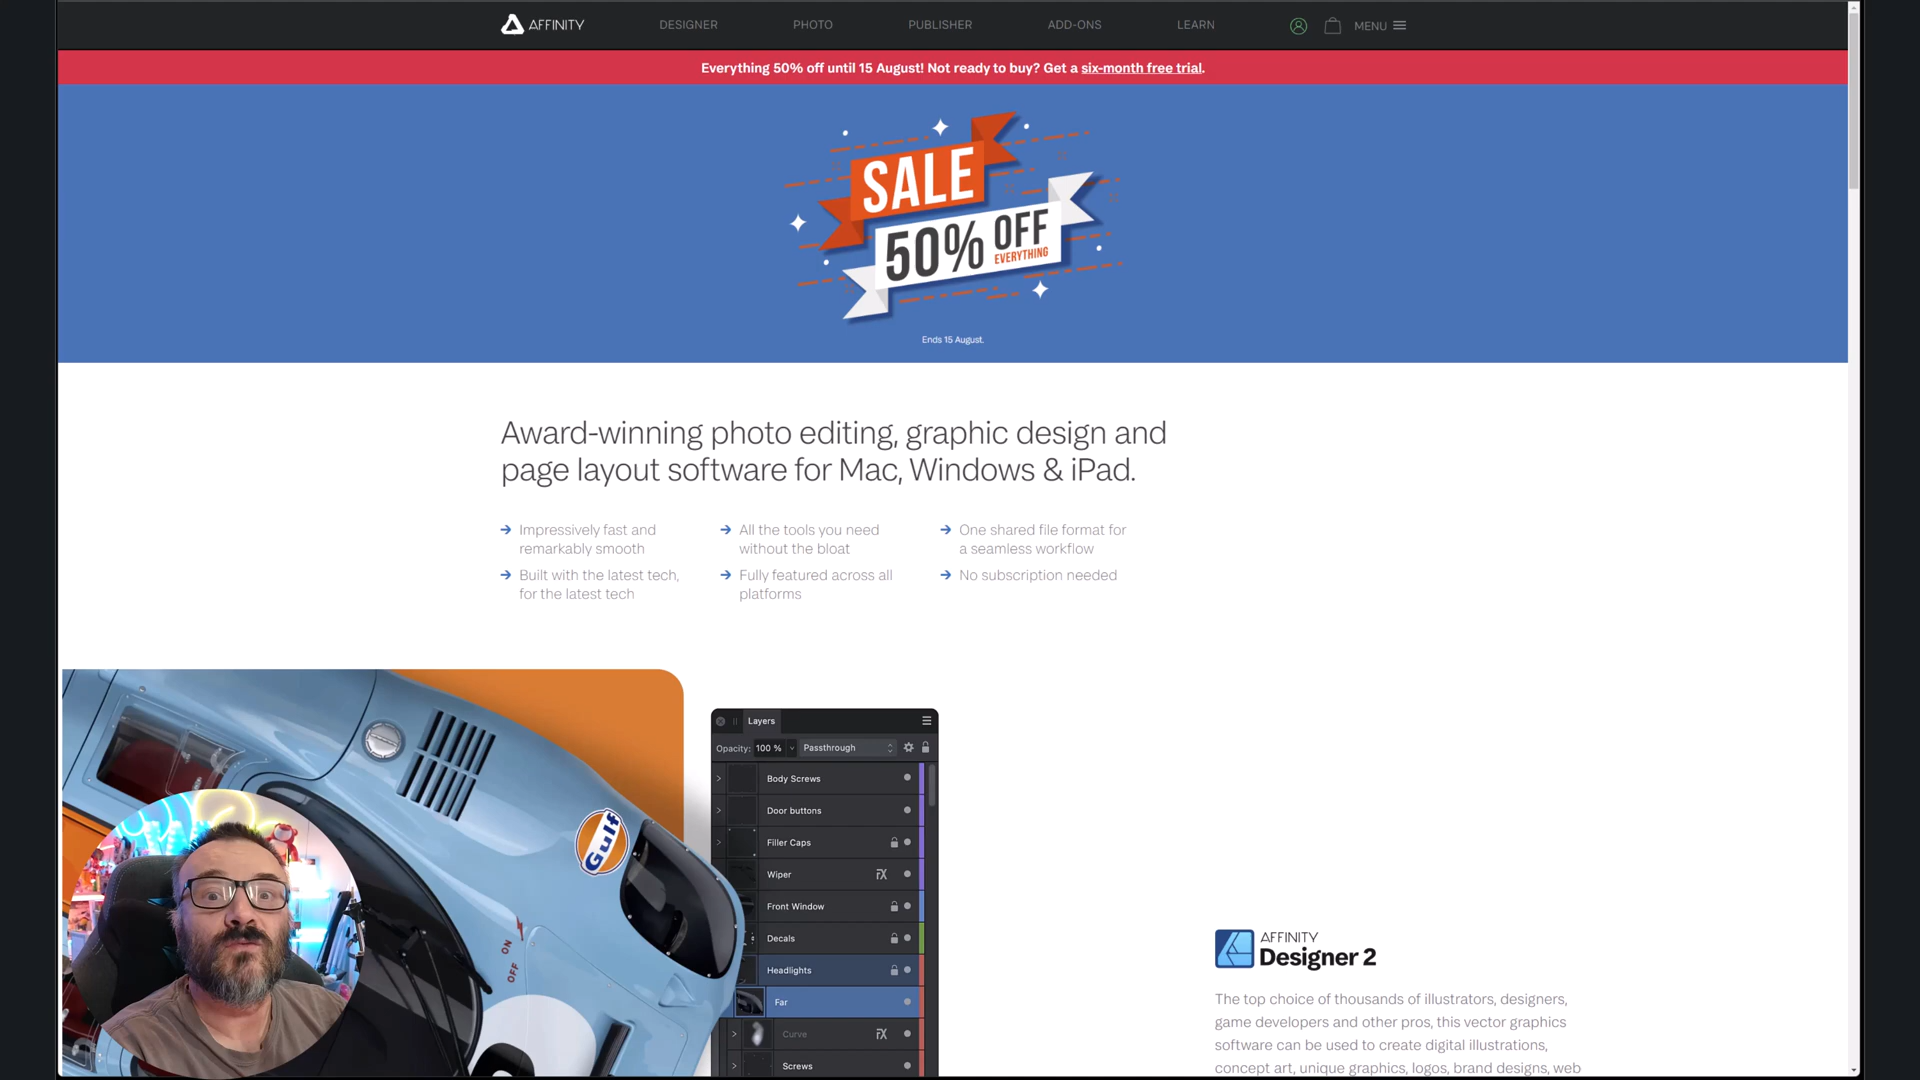 AFFINITY DESIGNER PHOTO PUBLISHER ADD-ONS LEARN MENU
Everything 50% off until 15 August! Not ready to buy? Get a six-month free trial.
SALE
50% OFF
EVERYTHING
Ends 15 August.
Award-winning photo editing, graphic design and
page layout software for Mac, Windows & iPad.
Impressively fast and
remarkably smooth
All the tools you need
without the bloat
One shared file format for
a seamless workflow
Built with the latest tech,
for the latest tech
Fully featured across all
platforms
No subscription needed
Gulf
ON
OFF
Layers
Opacity: 100 % Passthrough
Body Screws
Door buttons
Filler Caps
Wiper
Front Window
Decals
Headlights
Far
Curve
Screws
AFFINITY
Designer 2
The top choice of thousands of illustrators, designers,
game developers and other pros, this vector graphics
software can be used to create digital illustrations,
concept art, unique graphics, logos, brand designs, web